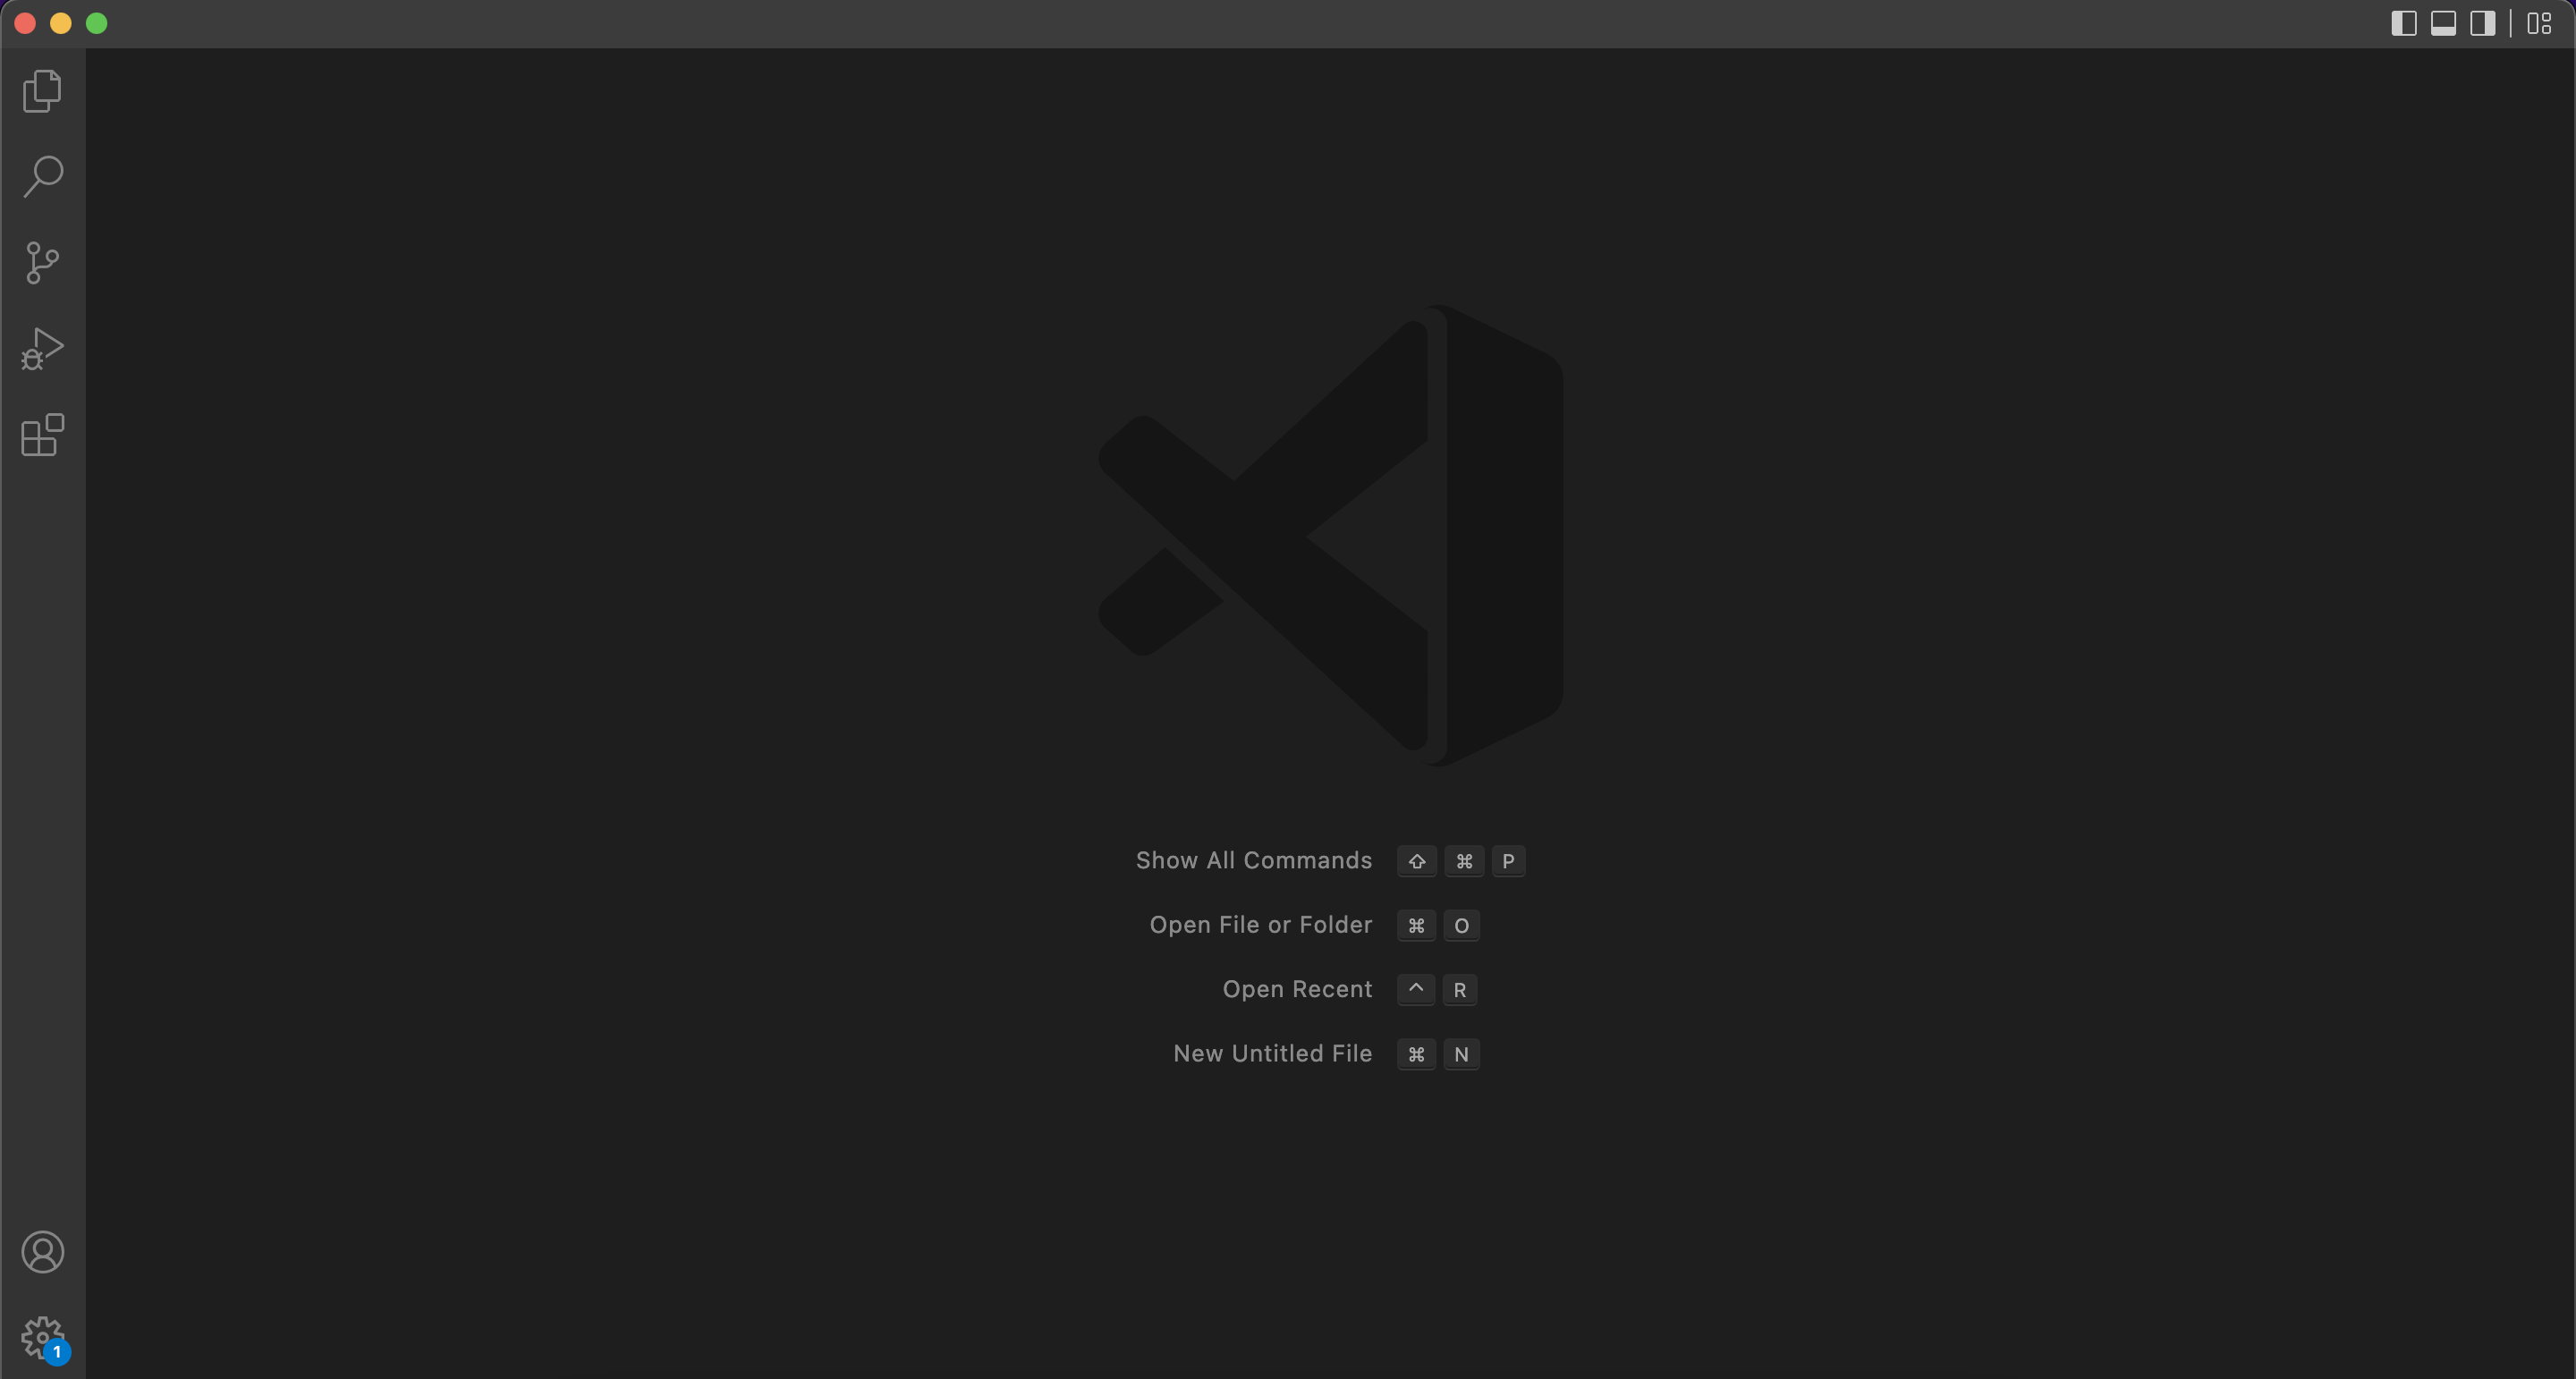 Show All Commands ⇧ ⌘ P
Open File or Folder ⌘ O
Open Recent ^ R
New Untitled File ⌘ N
1